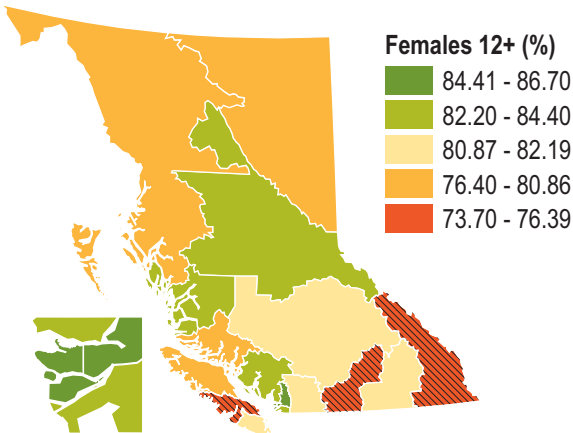 Females 12+ (%)
84.41 - 86.70
82.20 - 84.40
80.87 - 82.19
76.40 - 80.86
73.70 - 76.39